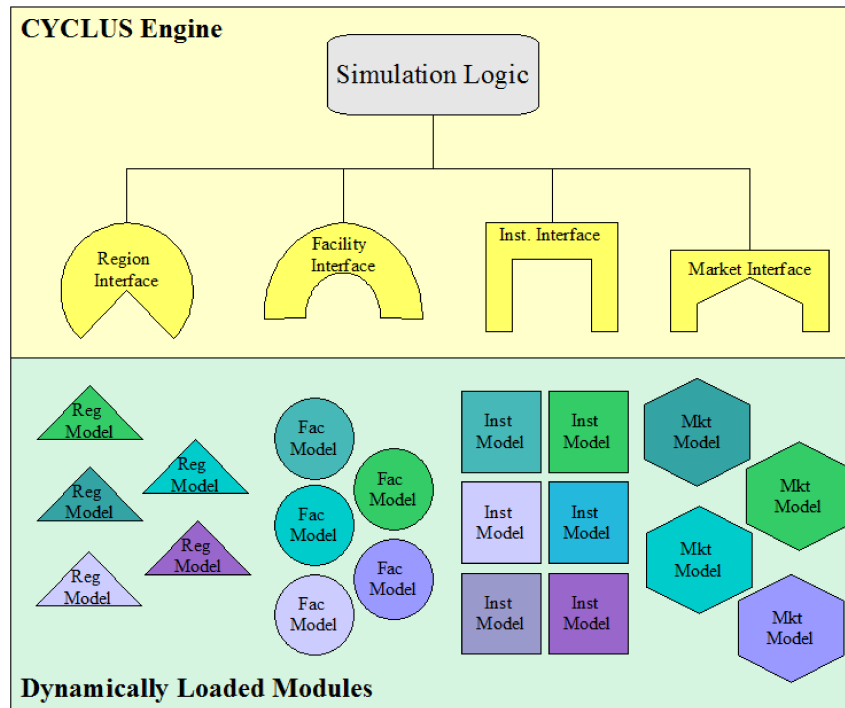 CYCLUS Engine
Simulation Logic
Region
Interface
Facility
Interface
Inst. Interface
Market Interface
Reg
Model
Reg
Model
Reg
Model
Reg
Model
Reg
Model
Fac
Model
Fac
Model
Fac
Model
Fac
Model
Fac
Model
Inst
Model
Inst
Model
Inst
Model
Inst
Model
Inst
Model
Inst
Model
Mkt
Model
Mkt
Model
Mkt
Model
Mkt
Model
Dynamically Loaded Modules